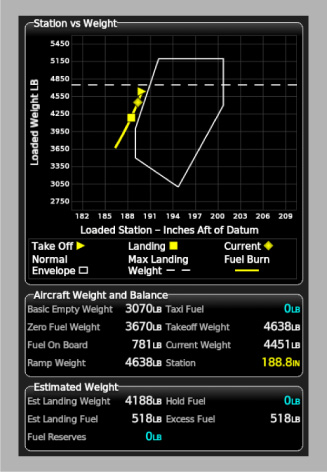 Station vs Weight
Loaded Weight LB
5450
5150
4850
4550
4250
3950
3650
3350
3050
2750
182 185 188 191 194 197 200 203 206 209
Loaded Station – Inches Aft of Datum
Take Off Landing Current
Normal Envelope Max Landing Weight Fuel Burn
Aircraft Weight and Balance
Basic Empty Weight 3070LB Taxi Fuel 0LB
Zero Fuel Weight 3670LB Takeoff Weight 4638LB
Fuel On Board 781LB Current Weight 4451LB
Ramp Weight 4638LB Station 188.8IN
Estimated Weight
Est Landing Weight 4188LB Hold Fuel 0LB
Est Landing Fuel 518LB Excess Fuel 518LB
Fuel Reserves 0LB